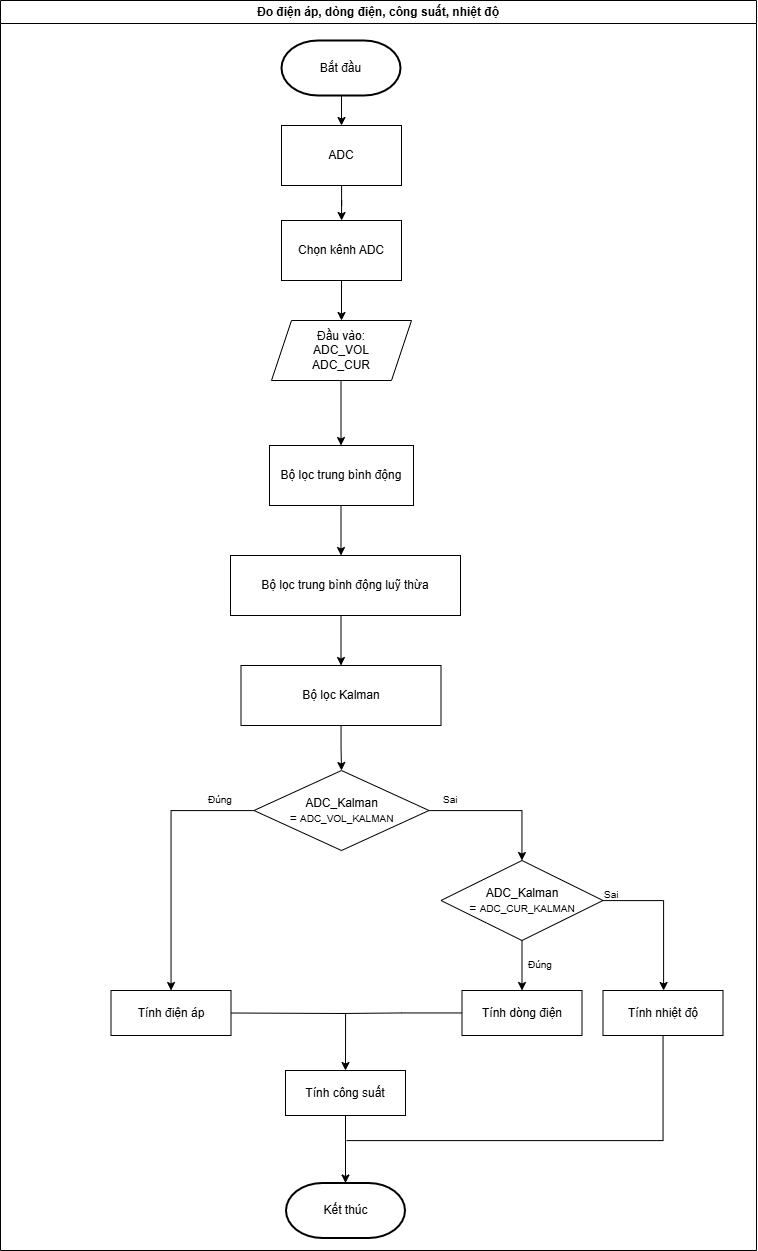 Đo điện áp, dòng điện, công suất, nhiệt độ
Bắt đầu
ADC
Chọn kênh ADC
Đầu vào:
ADC_VOL
ADC_CUR
Bộ lọc trung bình động
Bộ lọc trung bình động luỹ thừa
Bộ lọc Kalman
Đúng
ADC_Kalman
= ADC_VOL_KALMAN
Sai
ADC_Kalman
= ADC_CUR_KALMAN
Sai
Đúng
Tính điện áp
Tính dòng điện
Tính nhiệt độ
Tính công suất
Kết thúc